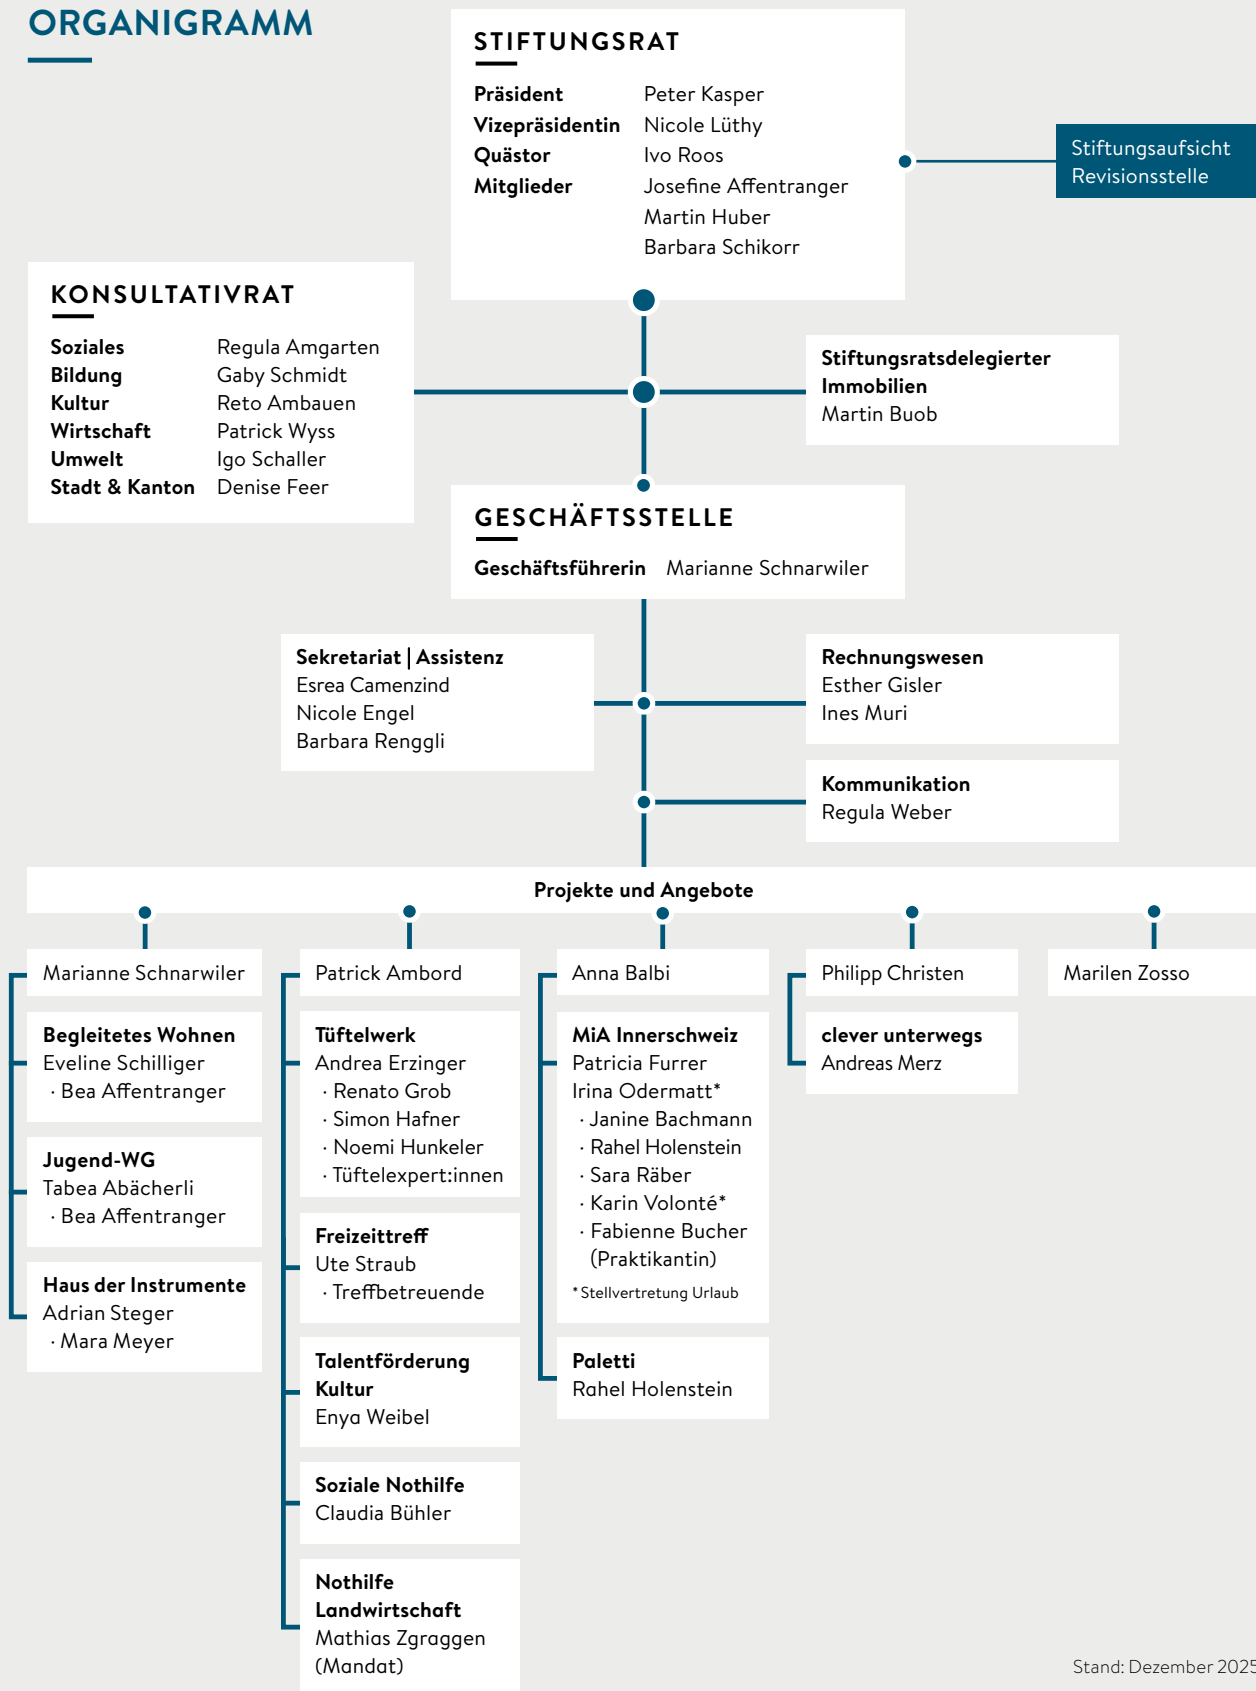 ORGANIGRAMM
STIFTUNGSRAT
Präsident Peter Kasper
Vizepräsidentin Nicole Lüthy
Quästor Ivo Roos
Mitglieder Josefine Affentranger
Martin Huber
Barbara Schikorr
Stiftungsaufsicht
Revisionsstelle
KONSULTATIVRAT
Soziales Regula Amgarten
Bildung Gaby Schmidt
Kultur Reto Ambauen
Wirtschaft Patrick Wyss
Umwelt Igo Schaller
Stadt & Kanton Denise Feer
Stiftungsratsdelegierter
Immobilien
Martin Buob
GESCHÄFTSSTELLE
Geschäftsführerin Marianne Schnarwiler
Sekretariat | Assistenz
Esrea Camenzind
Nicole Engel
Barbara Renggli
Rechnungswesen
Esther Gisler
Ines Muri
Kommunikation
Regula Weber
Projekte und Angebote
Marianne Schnarwiler
Begleitetes Wohnen
Eveline Schilliger
· Bea Affentranger
Jugend-WG
Tabea Abächerli
· Bea Affentranger
Haus der Instrumente
Adrian Steger
· Mara Meyer
Patrick Ambord
Tüftelwerk
Andrea Erzinger
· Renato Grob
· Simon Hafner
· Noemi Hunkeler
· Tüftelexpert:innen
Freizeittreff
Ute Straub
· Treffbetreuende
Talentförderung
Kultur
Enya Weibel
Soziale Nothilfe
Claudia Bühler
Nothilfe
Landwirtschaft
Mathias Zgraggen
(Mandat)
Anna Balbi
MiA Innerschweiz
Patricia Furrer
Irina Odermatt*
· Janine Bachmann
· Rahel Holenstein
· Sara Räber
· Karin Volonté*
· Fabienne Bucher
(Praktikantin)
* Stellvertretung Urlaub
Paletti
Rahel Holenstein
Philipp Christen
clever unterwegs
Andreas Merz
Marilen Zosso
Stand: Dezember 2025